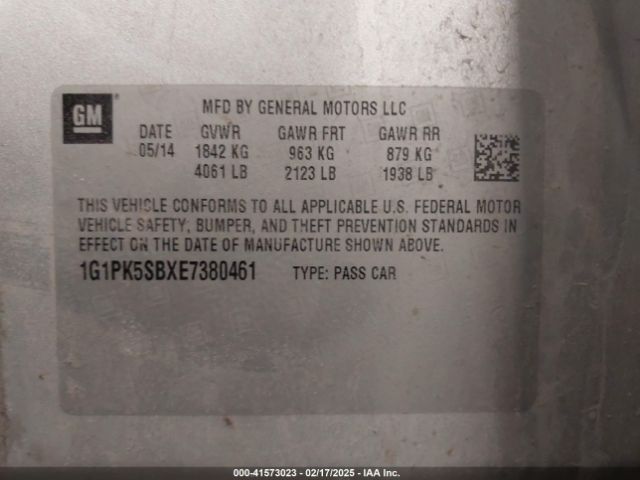 GM
MFD BY GENERAL MOTORS LLC
DATE GVWR GAWR FRT GAWR RR
05/14 1842 KG 963 KG 879 KG
4061 LB 2123 LB 1938 LB
THIS VEHICLE CONFORMS TO ALL APPLICABLE U.S. FEDERAL MOTOR
VEHICLE SAFETY, BUMPER, AND THEFT PREVENTION STANDARDS IN
EFFECT ON THE DATE OF MANUFACTURE SHOWN ABOVE.
1G1PK5SBXE7380461 TYPE: PASS CAR
000-41573023 - 02/17/2025 - IAA Inc.